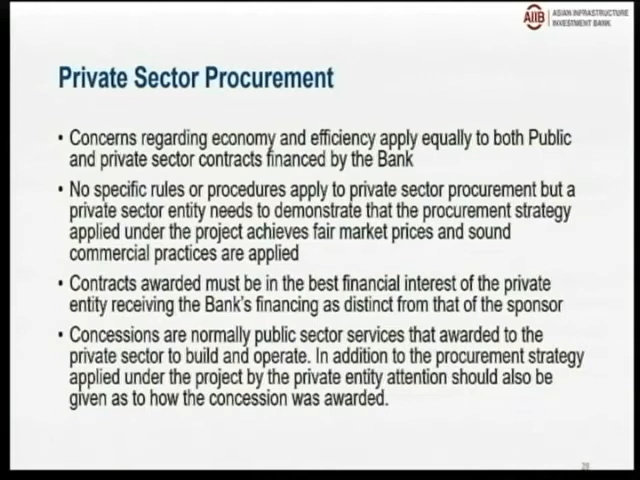 AIIB
ASIAN INFRASTRUCTURE
INVESTMENT BANK
Private Sector Procurement
• Concerns regarding economy and efficiency apply equally to both Public
and private sector contracts financed by the Bank
• No specific rules or procedures apply to private sector procurement but a
private sector entity needs to demonstrate that the procurement strategy
applied under the project achieves fair market prices and sound
commercial practices are applied
• Contracts awarded must be in the best financial interest of the private
entity receiving the Bank's financing as distinct from that of the sponsor
• Concessions are normally public sector services that awarded to the
private sector to build and operate. In addition to the procurement strategy
applied under the project by the private entity attention should also be
given as to how the concession was awarded.